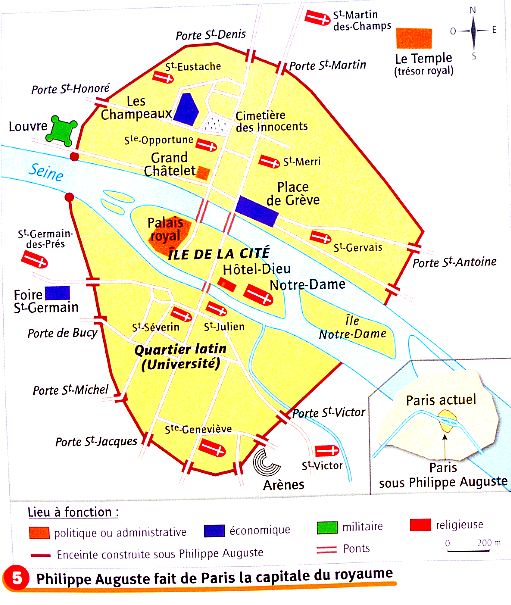 St-Martin
des-Champs
N
O
E
S
Porte St-Denis
Porte St-Martin
Le Temple
(trésor royal)
St-Eustache
Porte St-Honoré
Les
Champeaux
Cimetière
des Innocents
Louvre
Ste-Opportune
Grand
Châtelet
St-Merri
Seine
Place
de Grève
Palais
royal
St-Germain-
des-Prés
St-Gervais
Porte St-Antoine
ÎLE DE LA CITÉ
Hôtel-Dieu
Notre-Dame
Foire
St-Germain
Île
Notre-Dame
Porte de Bucy
St-Séverin
St-Julien
Quartier latin
(Université)
Porte St-Michel
Paris actuel
Porte St-Victor
Porte St-Jacques
Ste-Geneviève
St-Victor
Arènes
Paris
sous Philippe Auguste
Lieu à fonction :
politique ou administrative
économique
militaire
religieuse
Enceinte construite sous Philippe Auguste
Ponts
0 200 m
5 Philippe Auguste fait de Paris la capitale du royaume